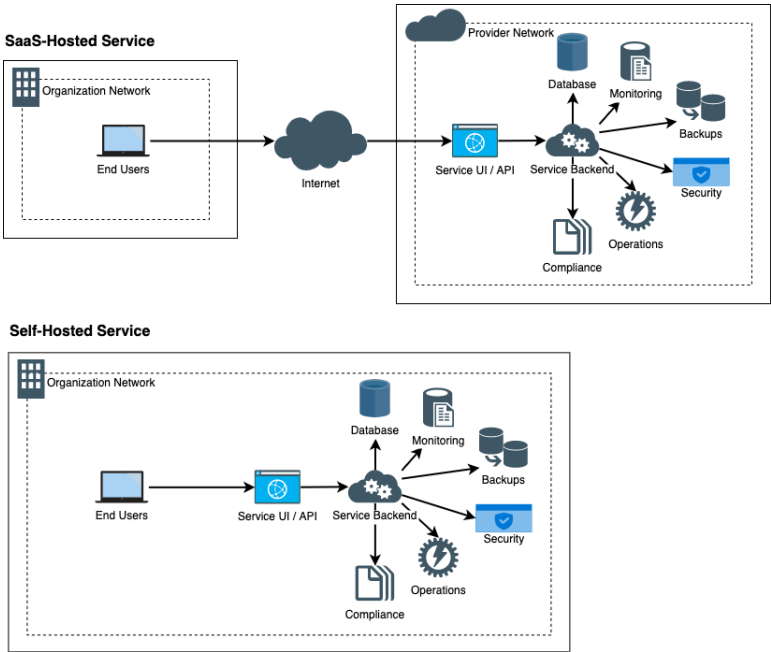 SaaS-Hosted Service
Organization Network
End Users
Internet
Provider Network
Service UI / API
Service Backend
Database
Monitoring
Backups
Security
Operations
Compliance
Self-Hosted Service
Organization Network
End Users
Service UI / API
Service Backend
Database
Monitoring
Backups
Security
Operations
Compliance